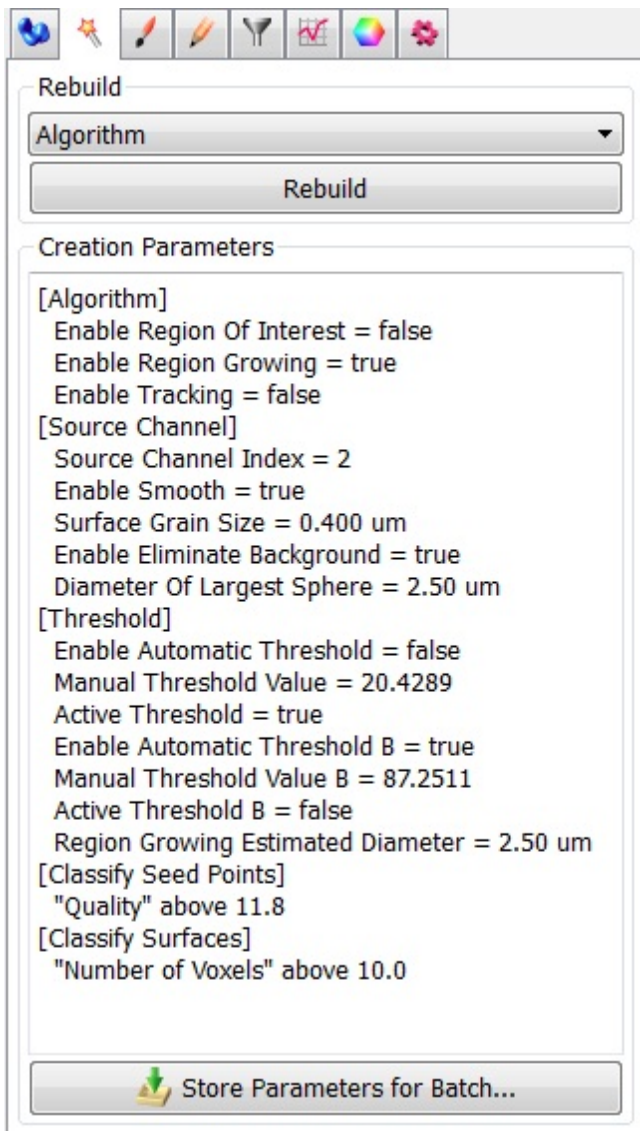 Rebuild
Algorithm
Rebuild
Creation Parameters
[Algorithm]
Enable Region Of Interest = false
Enable Region Growing = true
Enable Tracking = false
[Source Channel]
Source Channel Index = 2
Enable Smooth = true
Surface Grain Size = 0.400 um
Enable Eliminate Background = true
Diameter Of Largest Sphere = 2.50 um
[Threshold]
Enable Automatic Threshold = false
Manual Threshold Value = 20.4289
Active Threshold = true
Enable Automatic Threshold B = true
Manual Threshold Value B = 87.2511
Active Threshold B = false
Region Growing Estimated Diameter = 2.50 um
[Classify Seed Points]
"Quality" above 11.8
[Classify Surfaces]
"Number of Voxels" above 10.0
Store Parameters for Batch...